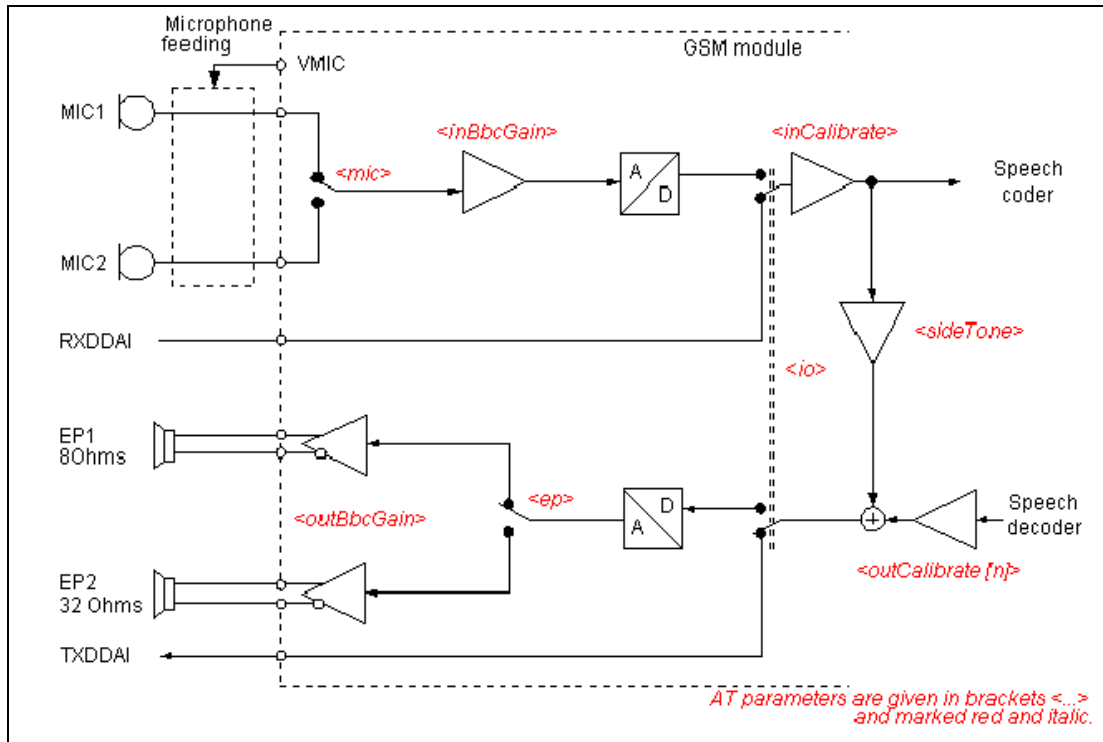 Microphone
feeding
GSM module
VMIC
MIC1
<inBbcGain>
<inCalibrate>
<mic>
A
D
Speech
coder
MIC2
RXDDAI
<sideTone>
<io>
EP1
8Ohms
<ep>
D
A
Speech
decoder
<outBbcGain>
<outCalibrate [n]>
EP2
32 Ohms
TXDDAI
AT parameters are given in brackets <...>
and marked red and italic.